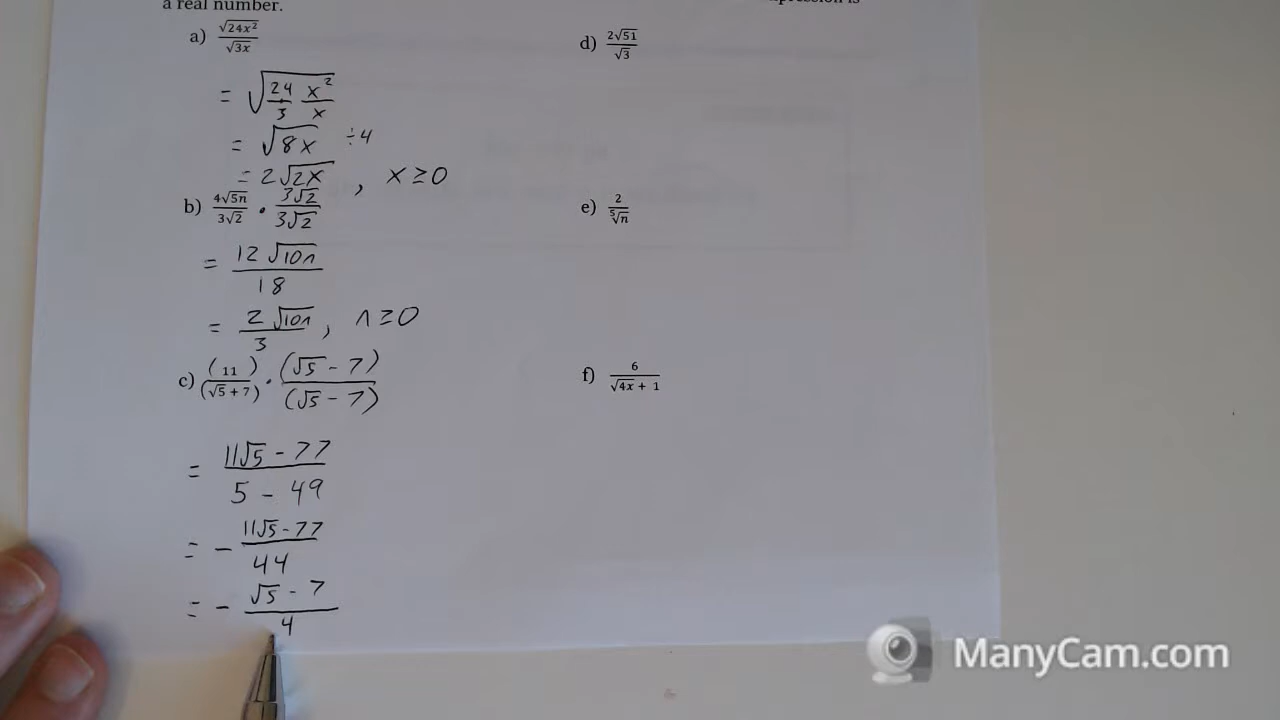 a real number.
expression is
a) √24x² / √3x
= √(24/3 x²/x)
= √8x ÷4
= 2√2x , x ≥ 0
b) 4√5n / 3√2 · 3√2 / 3√2
= 12√10n / 18
= 2√10n / 3 , n ≥ 0
c) (11) / (√5 + 7) · (√5 - 7) / (√5 - 7)
= 11√5 - 77 / 5 - 49
= - 11√5 - 77 / 44
= - √5 - 7 / 4
d) 2√51 / √3
e) 2 / ⁵√n
f) 6 / √4x + 1
ManyCam.com